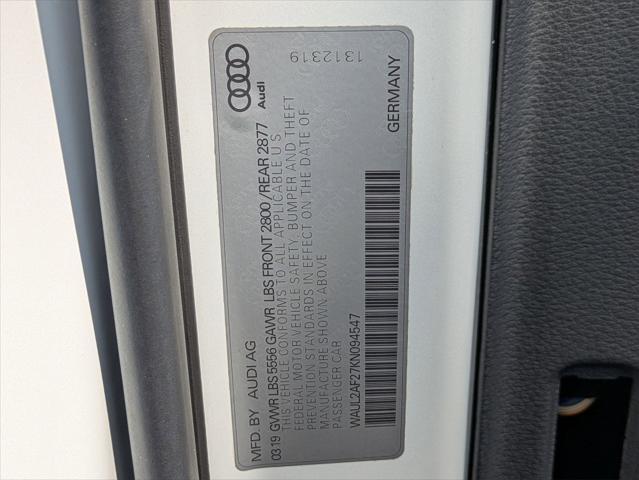 MFD. BY AUDI AG
Audi
0319 GVWR LBS 5556 GAWR LBS FRONT 2800/REAR 2877
THIS VEHICLE CONFORMS TO ALL APPLICABLE U S
FEDERAL MOTOR VEHICLE SAFETY, BUMPER AND THEFT
PREVENTION STANDARDS IN EFFECT ON THE DATE OF
MANUFACTURE SHOWN ABOVE
PASSENGER CAR
1312319
WAUL2AF27KN094547
GERMANY